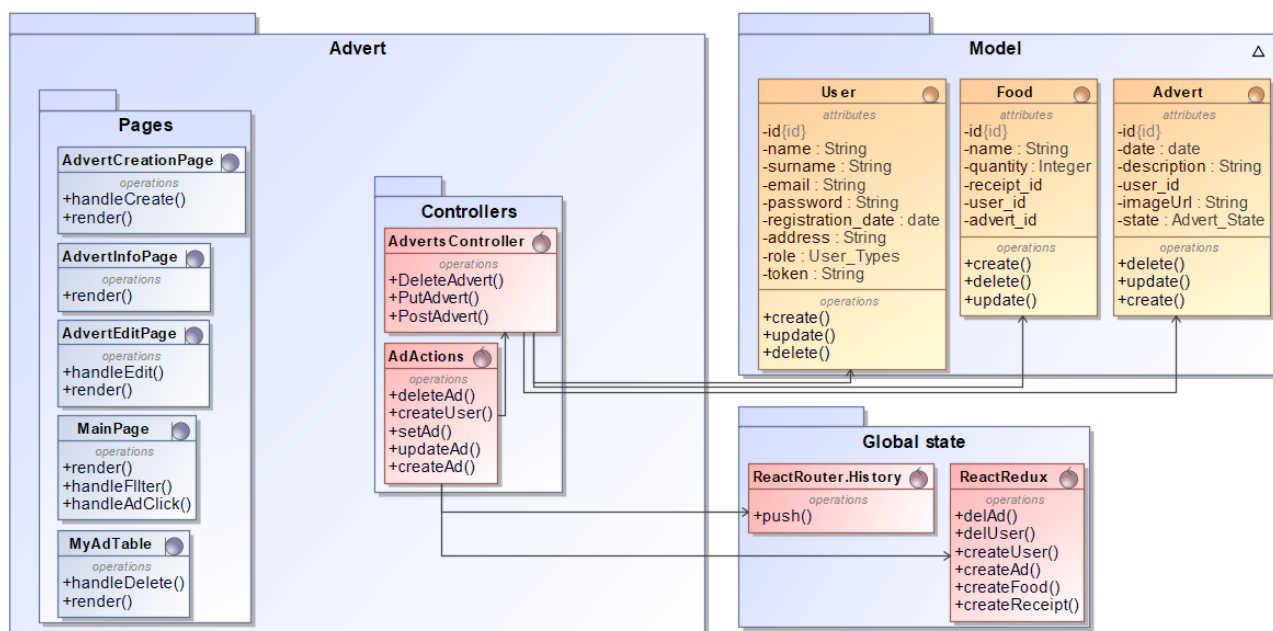 Advert
Pages
AdvertCreationPage
operations
+handleCreate()
+render()
AdvertInfoPage
operations
+render()
AdvertEditPage
operations
+handleEdit()
+render()
MainPage
operations
+render()
+handleFIlter()
+handleAdClick()
MyAdTable
operations
+handleDelete()
+render()
Controllers
AdvertsController
operations
+DeleteAdvert()
+PutAdvert()
+PostAdvert()
AdActions
operations
+deleteAd()
+createUser()
+setAd()
+updateAd()
+createAd()
Model
User
attributes
-id{id}
-name : String
-surname : String
-email : String
-password : String
-registration_date : date
-address : String
-role : User_Types
-token : String
operations
+create()
+update()
+delete()
Food
attributes
-id{id}
-name : String
-quantity : Integer
-receipt_id
-user_id
-advert_id
operations
+create()
+delete()
+update()
Advert
attributes
-id{id}
-date : date
-description : String
-user_id
-imageUrl : String
-state : Advert_State
operations
+delete()
+update()
+create()
Global state
ReactRouter.History
operations
+push()
ReactRedux
operations
+delAd()
+delUser()
+createUser()
+createAd()
+createFood()
+createReceipt()